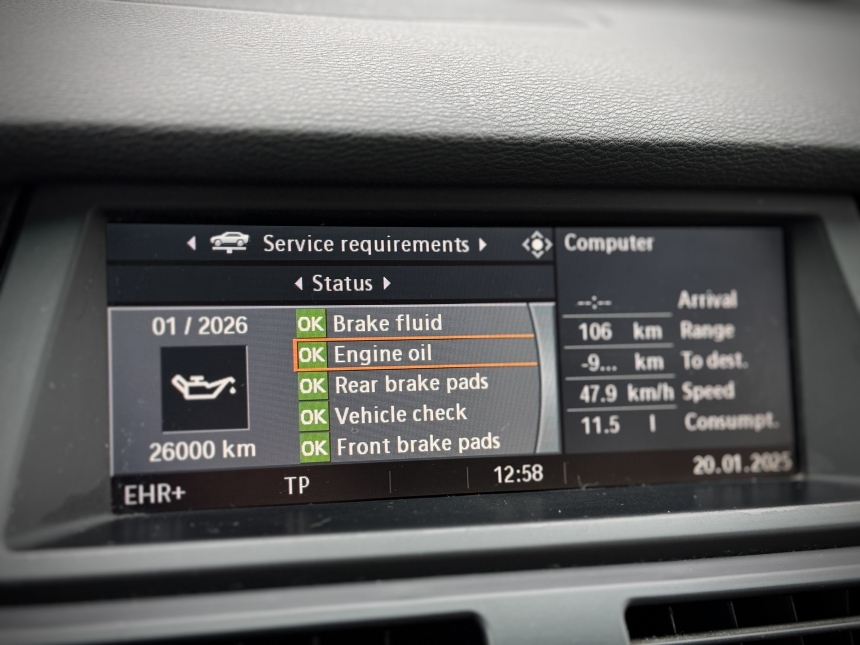 Service requirements
Status
01 / 2026
26000 km
OK Brake fluid
OK Engine oil
OK Rear brake pads
OK Vehicle check
OK Front brake pads
Computer
--:-- Arrival
106 km Range
-9... km To dest.
47.9 km/h Speed
11.5 l Consumpt.
EHR+ TP 12:58 20.01.2025